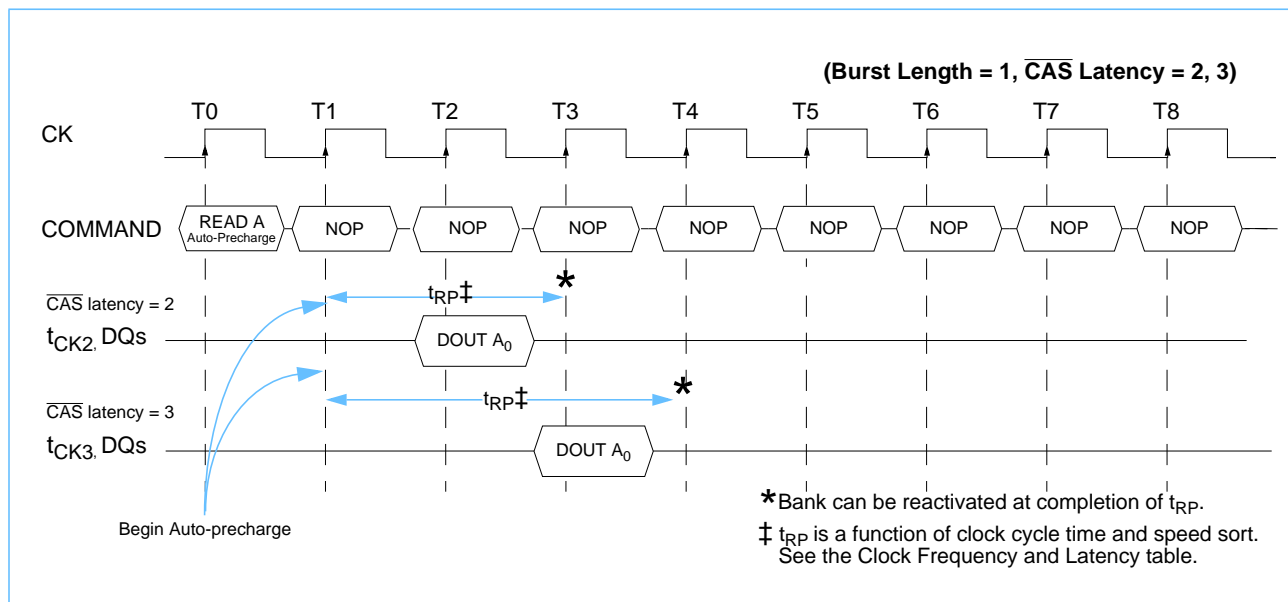 (Burst Length = 1, CAS Latency = 2, 3)
T0 T1 T2 T3 T4 T5 T6 T7 T8
CK
COMMAND
READ A
Auto-Precharge
NOP NOP NOP NOP NOP NOP NOP NOP
*
CAS latency = 2
tRP‡
tCK2, DQs
DOUT A0
*
CAS latency = 3
tRP‡
tCK3, DQs
DOUT A0
Begin Auto-precharge
*Bank can be reactivated at completion of tRP.
‡ tRP is a function of clock cycle time and speed sort.
See the Clock Frequency and Latency table.